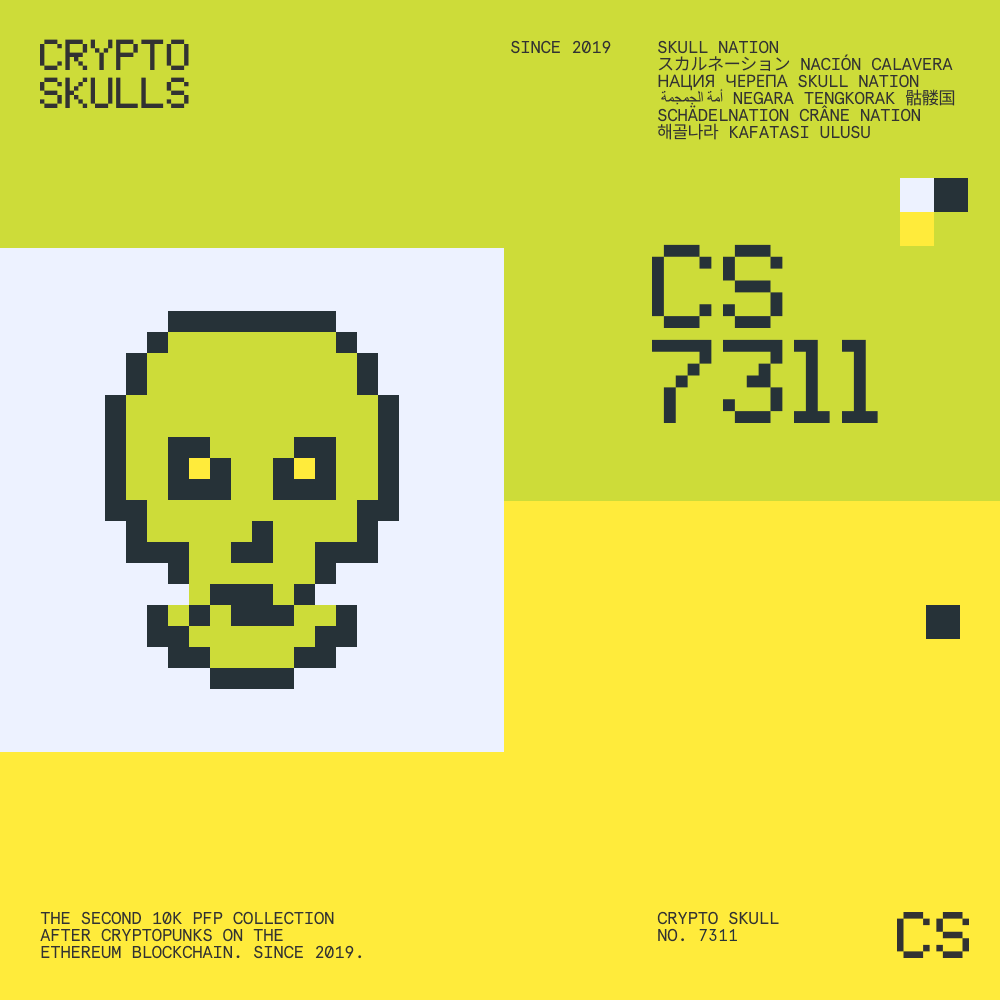 CRYPTO
SKULLS
SINCE 2019
SKULL NATION
スカルネーション NACIÓN CALAVERA
НАЦИЯ ЧЕРЕПА SKULL NATION
أمة الجمجمة NEGARA TENGKORAK 骷髅国
SCHÄDELNATION CRÂNE NATION
해골나라 KAFATASI ULUSU
CS
7311
THE SECOND 10K PFP COLLECTION
AFTER CRYPTOPUNKS ON THE
ETHEREUM BLOCKCHAIN. SINCE 2019.
CRYPTO SKULL
NO. 7311
CS